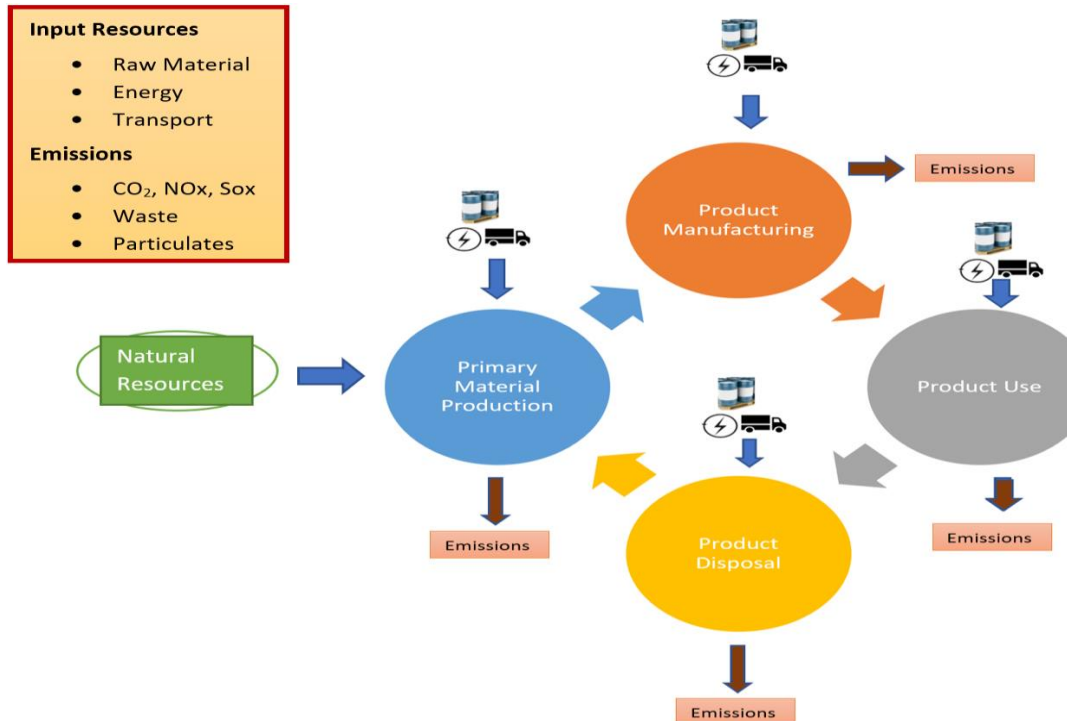 Input Resources
• Raw Material
• Energy
• Transport
Emissions
• CO₂, NOx, Sox
• Waste
• Particulates
Product
Manufacturing
Emissions
Natural
Resources
Primary
Material
Production
Product Use
Emissions
Emissions
Product
Disposal
Emissions